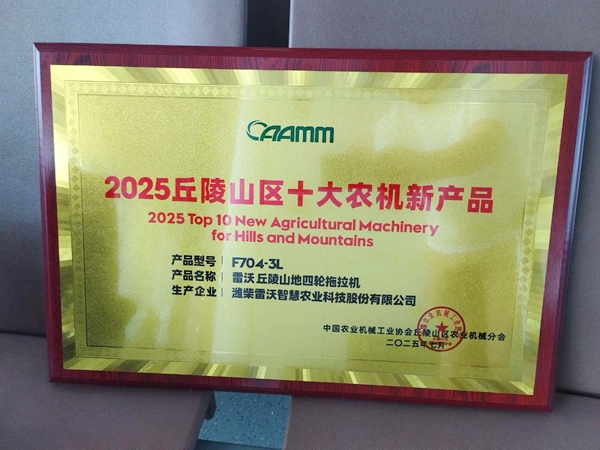 CAAMM
2025丘陵山区十大农机新产品
2025 Top 10 New Agricultural Machinery
for Hills and Mountains
产品型号：F704-3L
产品名称：雷沃丘陵山地四轮拖拉机
生产企业：潍柴雷沃智慧农业科技股份有限公司
中国农业机械工业协会丘陵山区农业机械分会
二〇二五年七月